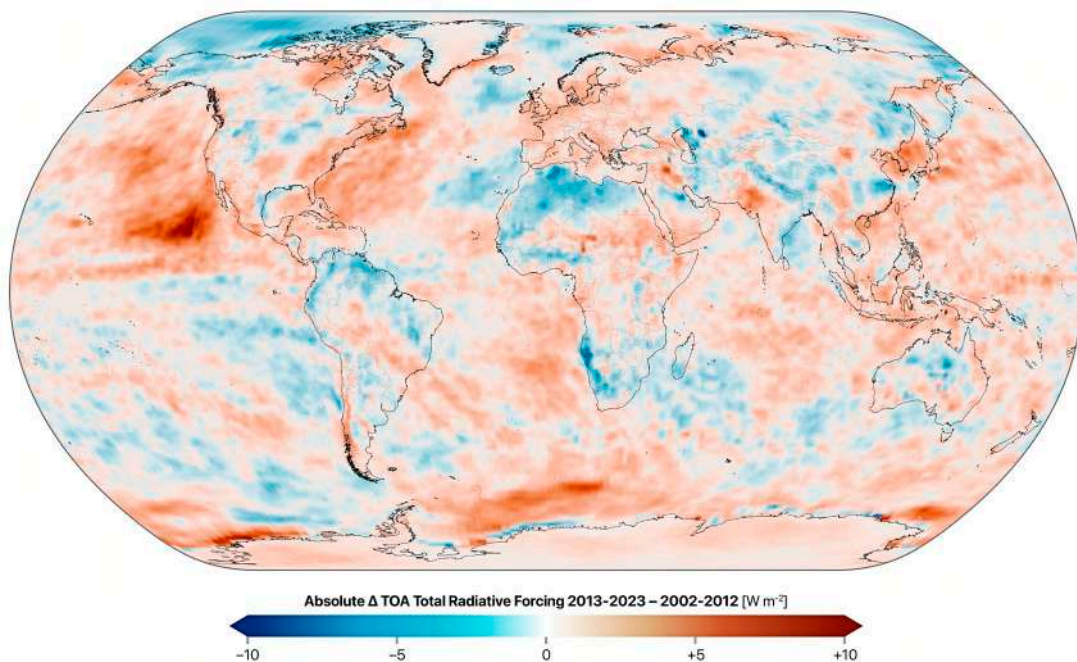 Absolute Δ TOA Total Radiative Forcing 2013-2023 – 2002-2012 [W m⁻²]
−10 −5 0 +5 +10